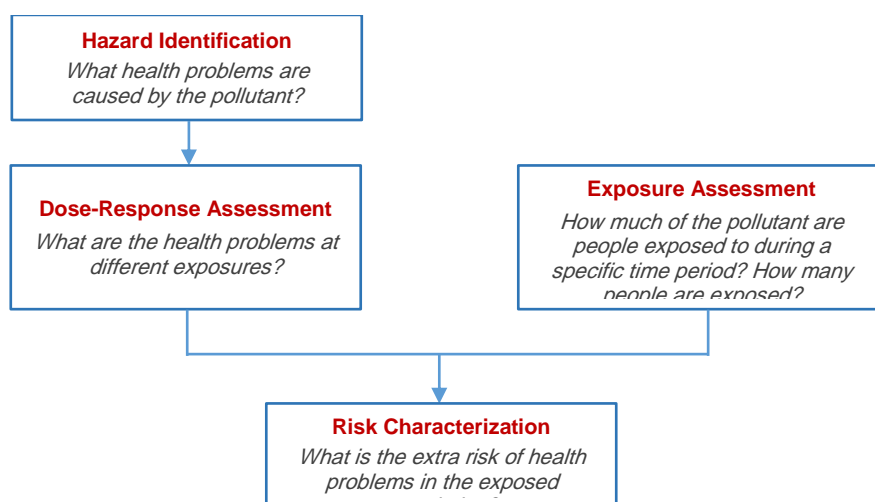 Hazard Identification
What health problems are
caused by the pollutant?
Dose-Response Assessment
What are the health problems at
different exposures?
Exposure Assessment
How much of the pollutant are
people exposed to during a
specific time period? How many
people are exposed?
Risk Characterization
What is the extra risk of health
problems in the exposed